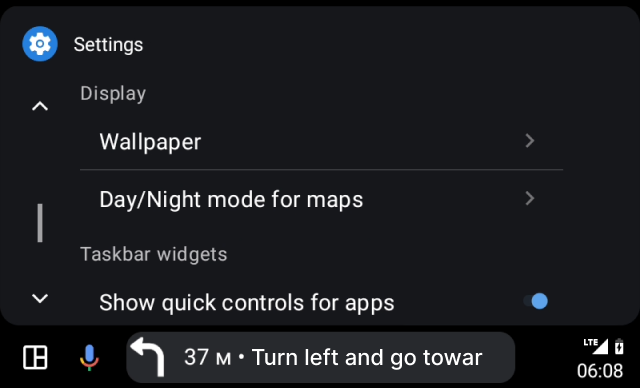 Settings
Display
Wallpaper
Day/Night mode for maps
Taskbar widgets
Show quick controls for apps
37 м • Turn left and go towar
LTE
06:08